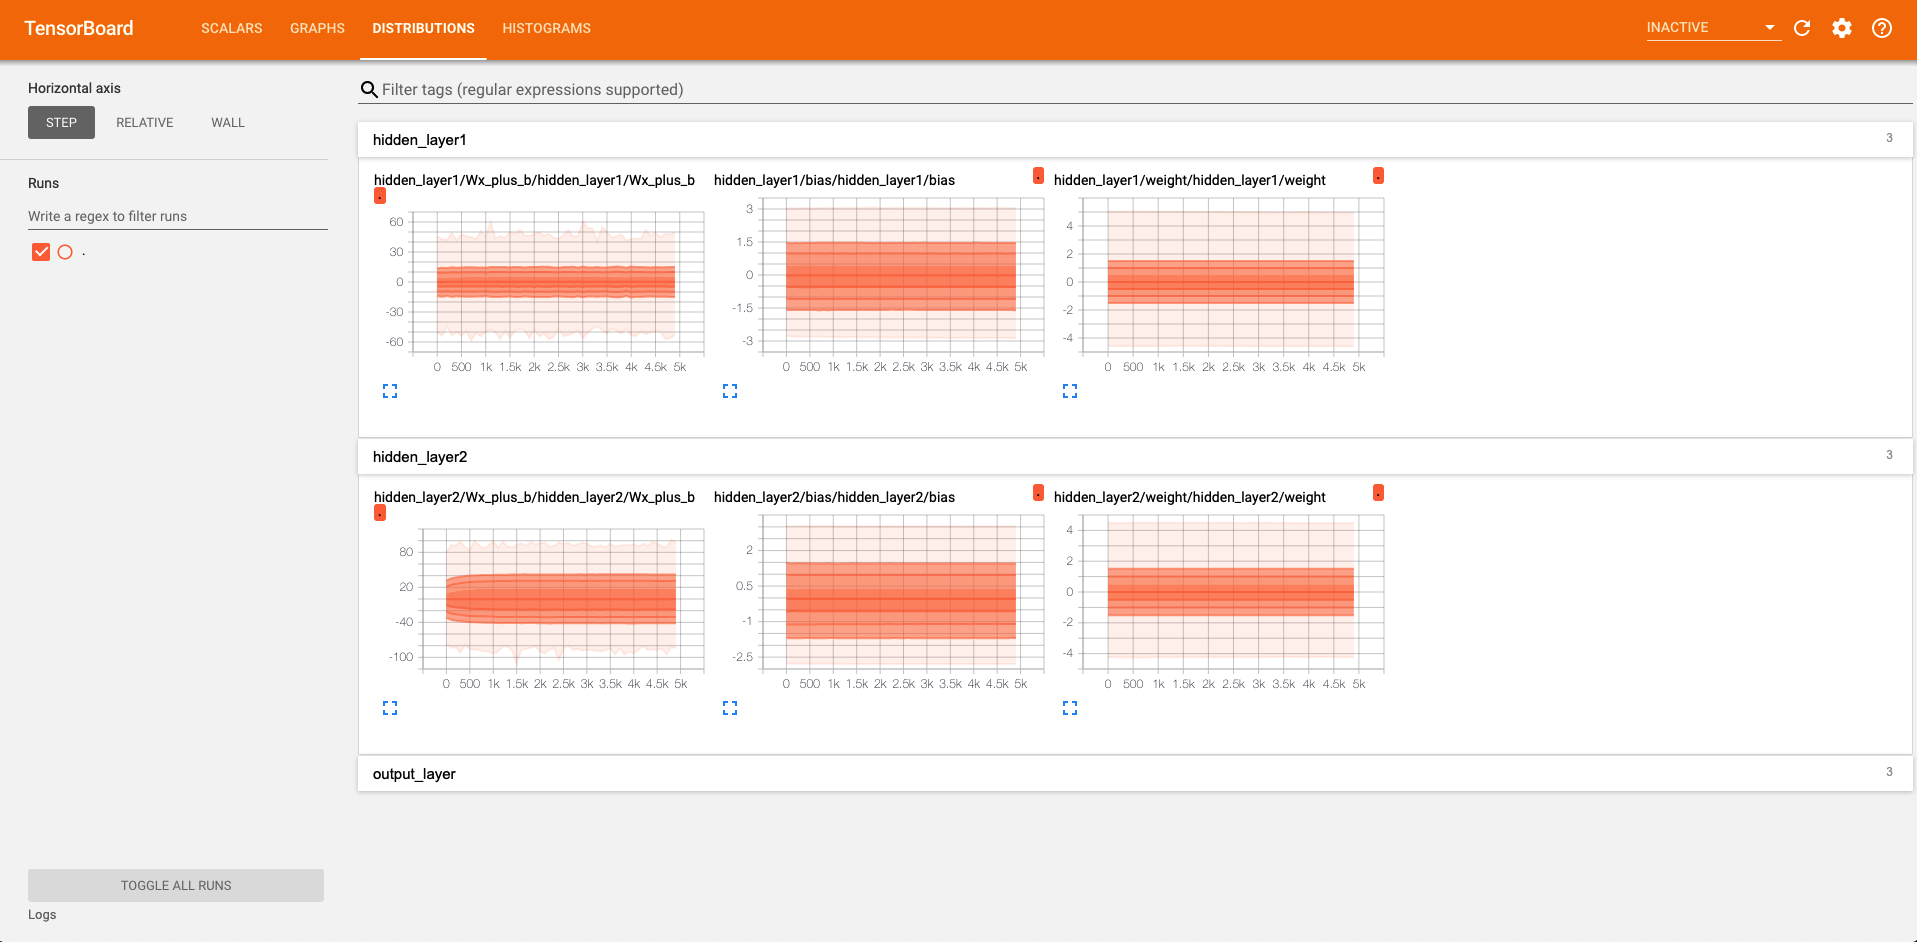 TensorBoard SCALARS GRAPHS DISTRIBUTIONS HISTOGRAMS INACTIVE
Horizontal axis
STEP RELATIVE WALL
Runs
Write a regex to filter runs
.
TOGGLE ALL RUNS
Logs
Filter tags (regular expressions supported)
hidden_layer1 3
hidden_layer1/Wx_plus_b/hidden_layer1/Wx_plus_b
.
60
30
0
-30
-60
0 500 1k 1.5k 2k 2.5k 3k 3.5k 4k 4.5k 5k
hidden_layer1/bias/hidden_layer1/bias .
3
1.5
0
-1.5
-3
0 500 1k 1.5k 2k 2.5k 3k 3.5k 4k 4.5k 5k
hidden_layer1/weight/hidden_layer1/weight .
4
2
0
-2
-4
0 500 1k 1.5k 2k 2.5k 3k 3.5k 4k 4.5k 5k
hidden_layer2 3
hidden_layer2/Wx_plus_b/hidden_layer2/Wx_plus_b
.
80
20
-40
-100
0 500 1k 1.5k 2k 2.5k 3k 3.5k 4k 4.5k 5k
hidden_layer2/bias/hidden_layer2/bias .
2
0.5
-1
-2.5
0 500 1k 1.5k 2k 2.5k 3k 3.5k 4k 4.5k 5k
hidden_layer2/weight/hidden_layer2/weight .
4
2
0
-2
-4
0 500 1k 1.5k 2k 2.5k 3k 3.5k 4k 4.5k 5k
output_layer 3